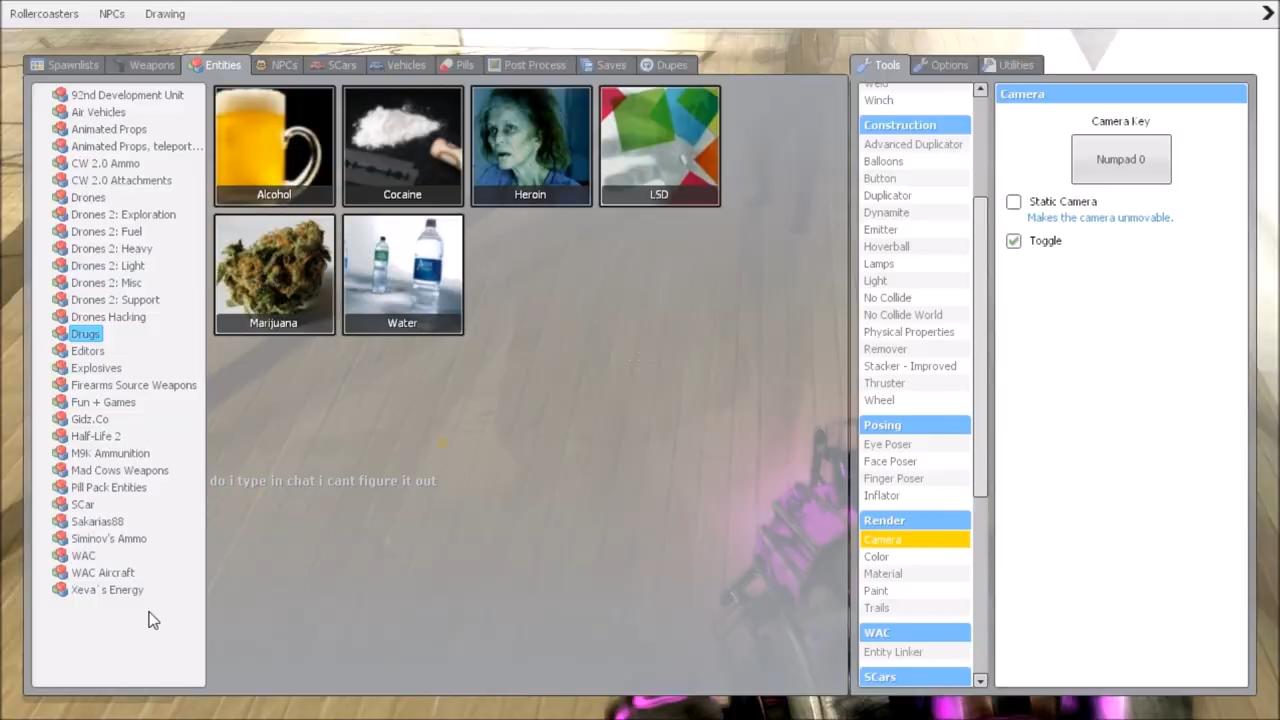 Rollercoasters NPCs Drawing
Spawnlists Weapons Entities NPCs SCars Vehicles Pills Post Process Saves Dupes
92nd Development Unit
Air Vehicles
Animated Props
Animated Props, teleport...
CW 2.0 Ammo
CW 2.0 Attachments
Drones
Drones 2: Exploration
Drones 2: Fuel
Drones 2: Heavy
Drones 2: Light
Drones 2: Misc
Drones 2: Support
Drones Hacking
Drugs
Editors
Explosives
Firearms Source Weapons
Fun + Games
Gidz.Co
Half-Life 2
M9K Ammunition
Mad Cows Weapons
Pill Pack Entities
SCar
Sakarias88
Siminov's Ammo
WAC
WAC Aircraft
Xeva`s Energy
Alcohol Cocaine Heroin LSD
Marijuana Water
do i type in chat i cant figure it out
Tools Options Utilities
Weld
Winch
Construction
Advanced Duplicator
Balloons
Button
Duplicator
Dynamite
Emitter
Hoverball
Lamps
Light
No Collide
No Collide World
Physical Properties
Remover
Stacker - Improved
Thruster
Wheel
Posing
Eye Poser
Face Poser
Finger Poser
Inflator
Render
Camera
Color
Material
Paint
Trails
WAC
Entity Linker
SCars
Camera
Camera Key
Numpad 0
Static Camera
Makes the camera unmovable.
Toggle